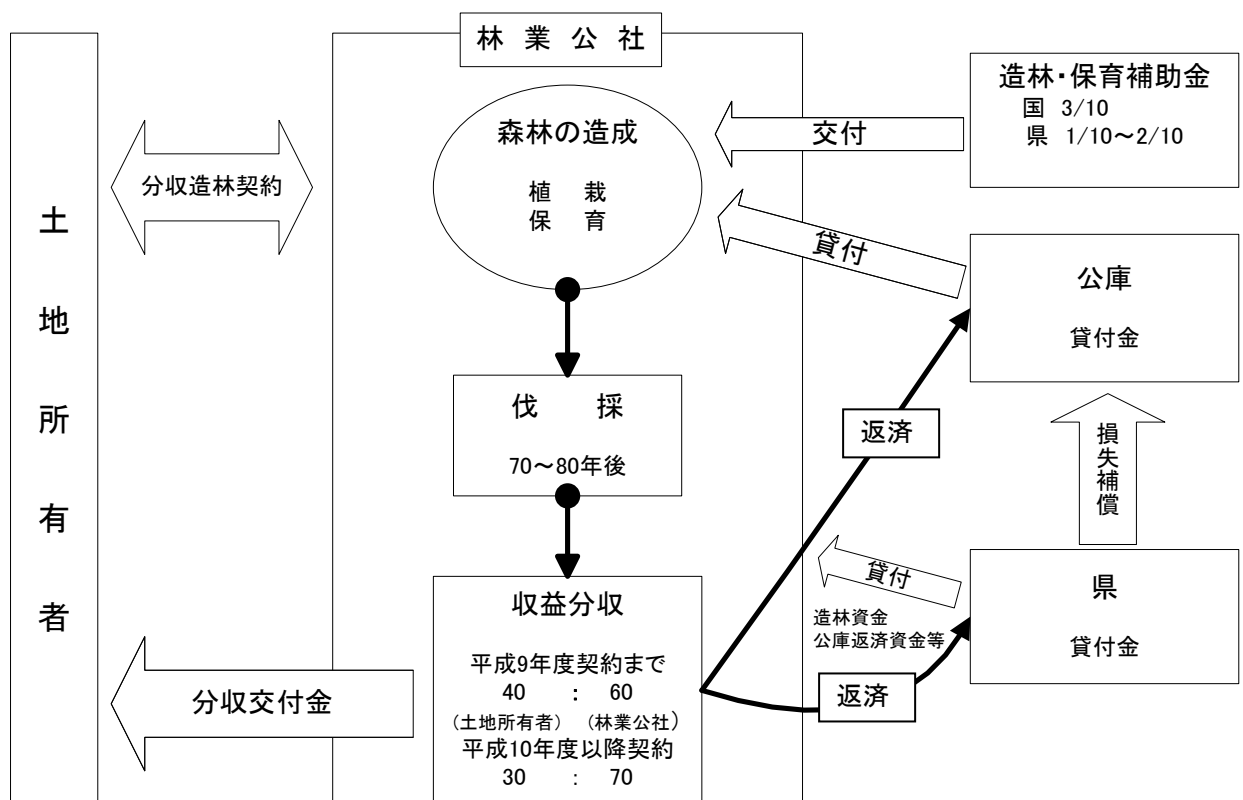 林 業 公 社
土地所有者
分収造林契約
森林の造成
植 栽
保 育
交付
造林・保育補助金
国 3/10
県 1/10～2/10
貸付
公庫
貸付金
伐 採
70～80年後
返済
損失補償
収益分収
平成9年度契約まで
40 : 60
(土地所有者) (林業公社)
平成10年度以降契約
30 : 70
分収交付金
貸付
造林資金
公庫返済資金等
返済
県
貸付金